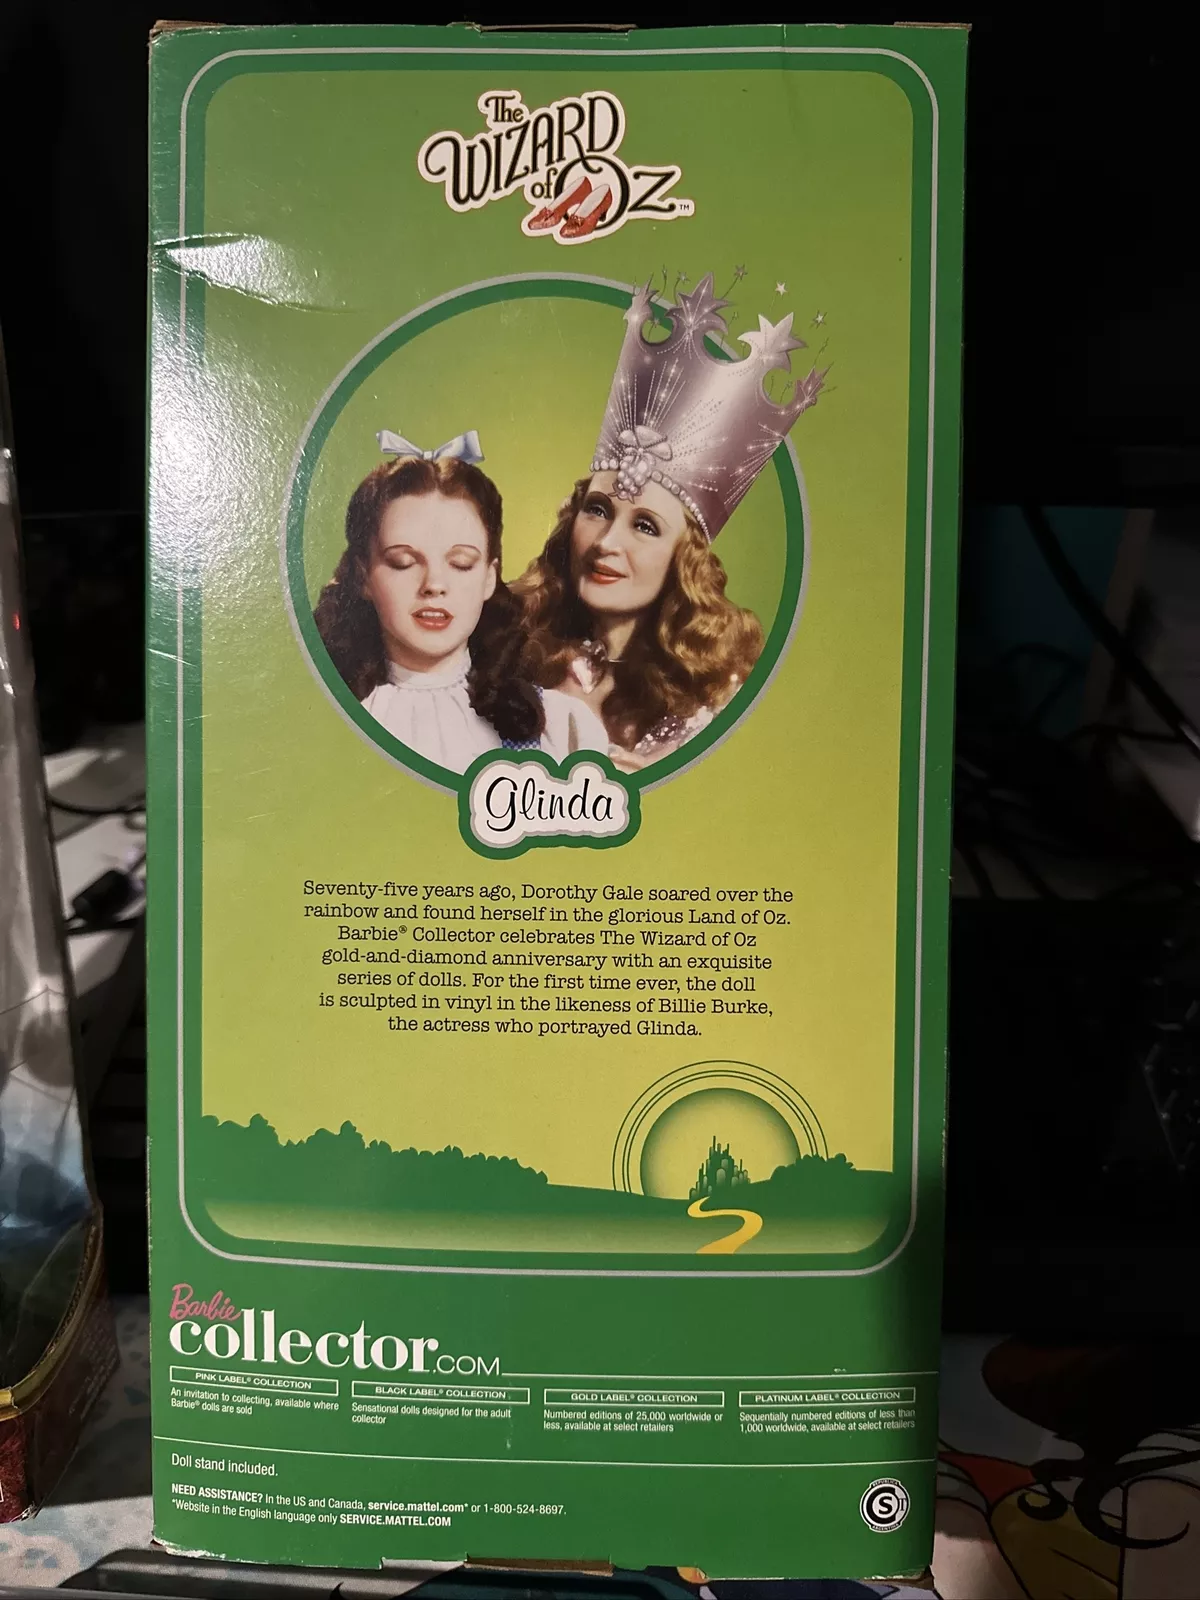 The
WIZARD
of OZ ™
Glinda
Seventy-five years ago, Dorothy Gale soared over the
rainbow and found herself in the glorious Land of Oz.
Barbie® Collector celebrates The Wizard of Oz
gold-and-diamond anniversary with an exquisite
series of dolls. For the first time ever, the doll
is sculpted in vinyl in the likeness of Billie Burke,
the actress who portrayed Glinda.
Barbie
collector.COM
PINK LABEL® COLLECTION
An invitation to collecting, available where
Barbie® dolls are sold
BLACK LABEL® COLLECTION
Sensational dolls designed for the adult
collector
GOLD LABEL® COLLECTION
Numbered editions of 25,000 worldwide or
less, available at select retailers
PLATINUM LABEL® COLLECTION
Sequentially numbered editions of less than
1,000 worldwide, available at select retailers
Doll stand included.
NEED ASSISTANCE? In the US and Canada, service.mattel.com* or 1-800-524-8697.
*Website in the English language only SERVICE.MATTEL.COM
S